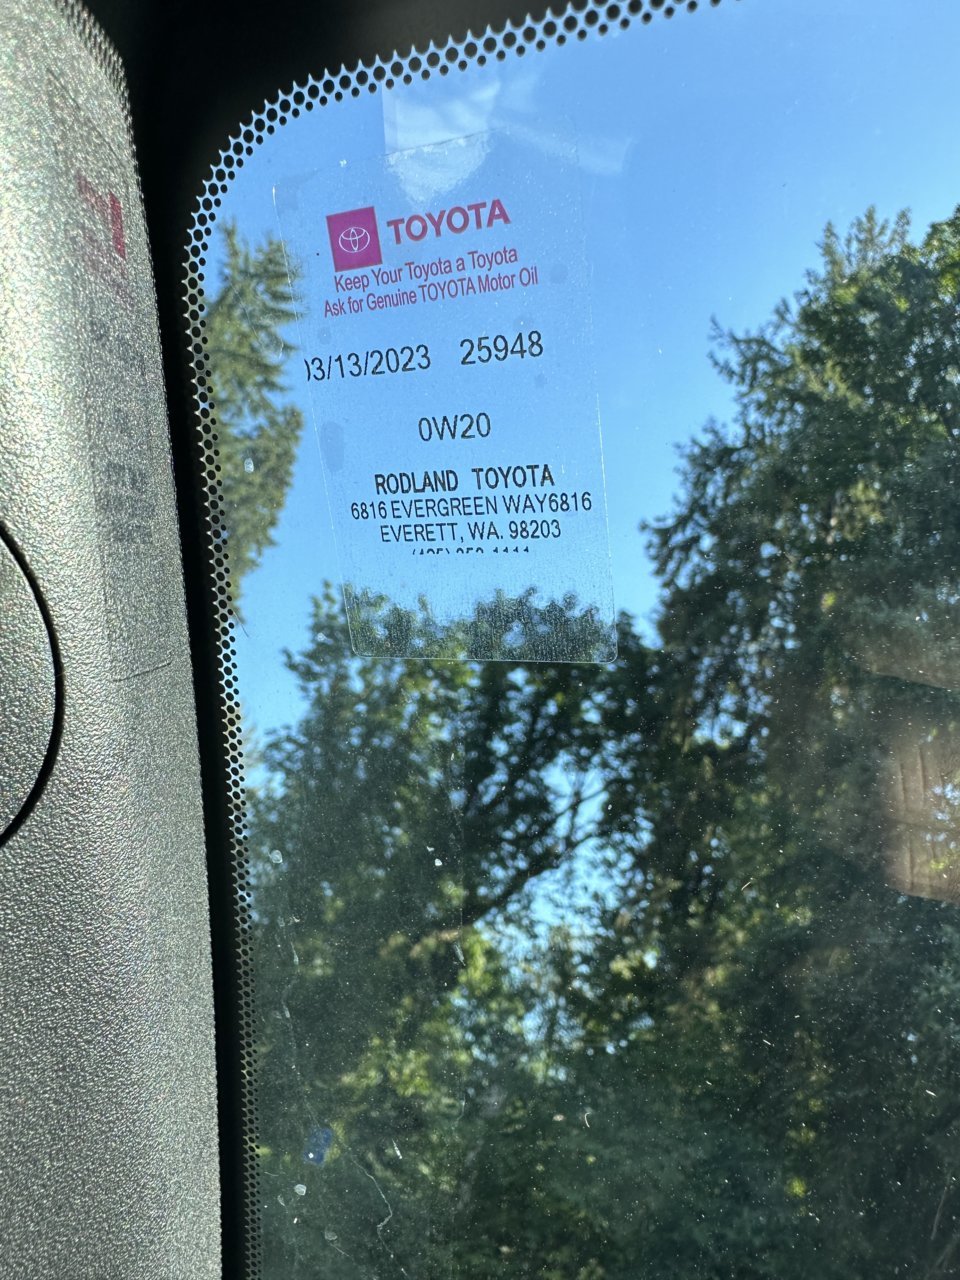 TOYOTA
Keep Your Toyota a Toyota
Ask for Genuine TOYOTA Motor Oil
3/13/2023 25948
0W20
RODLAND TOYOTA
6816 EVERGREEN WAY6816
EVERETT, WA. 98203